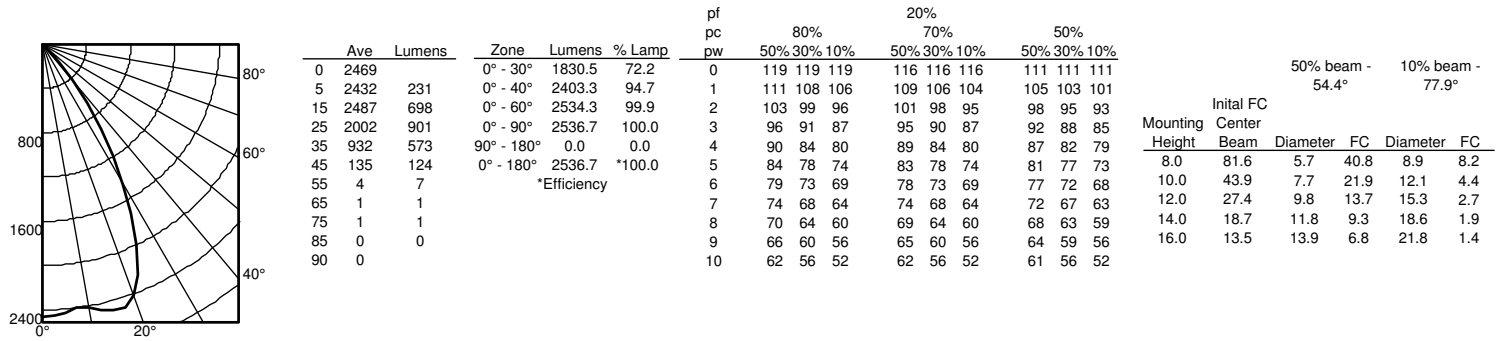 80°
800
60°
1600
40°
2400
0°
20°
Ave Lumens
0 2469
5 2432 231
15 2487 698
25 2002 901
35 932 573
45 135 124
55 4 7
65 1 1
75 1 1
85 0 0
90 0
Zone Lumens % Lamp
0° - 30° 1830.5 72.2
0° - 40° 2403.3 94.7
0° - 60° 2534.3 99.9
0° - 90° 2536.7 100.0
90° - 180° 0.0 0.0
0° - 180° 2536.7 *100.0
*Efficiency
pf 20%
pc 80% 70% 50%
pw 50% 30% 10% 50% 30% 10% 50% 30% 10%
0 119 119 119 116 116 116 111 111 111
1 111 108 106 109 106 104 105 103 101
2 103 99 96 101 98 95 98 95 93
3 96 91 87 95 90 87 92 88 85
4 90 84 80 89 84 80 87 82 79
5 84 78 74 83 78 74 81 77 73
6 79 73 69 78 73 69 77 72 68
7 74 68 64 74 68 64 72 67 63
8 70 64 60 69 64 60 68 63 59
9 66 60 56 65 60 56 64 59 56
10 62 56 52 62 56 52 61 56 52
50% beam - 10% beam -
54.4° 77.9°
Inital FC
Mounting Center
Height Beam Diameter FC Diameter FC
8.0 81.6 5.7 40.8 8.9 8.2
10.0 43.9 7.7 21.9 12.1 4.4
12.0 27.4 9.8 13.7 15.3 2.7
14.0 18.7 11.8 9.3 18.6 1.9
16.0 13.5 13.9 6.8 21.8 1.4